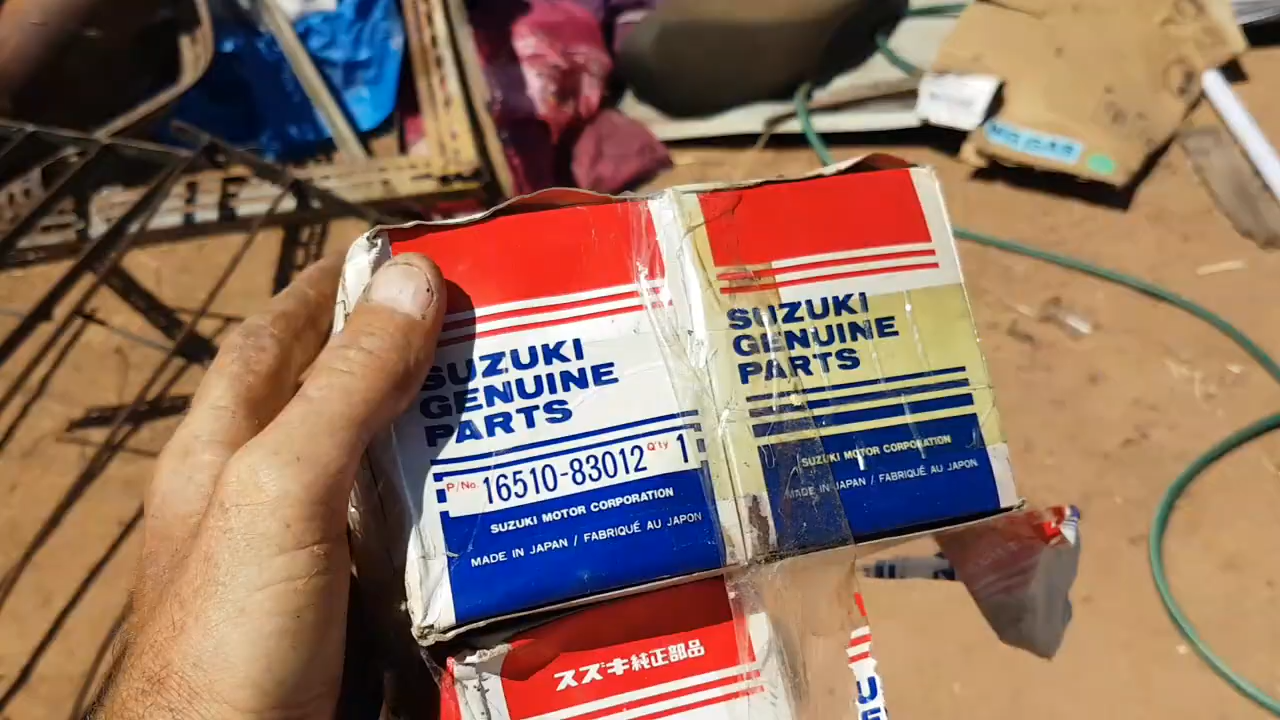 SUZUKI
GENUINE
PARTS
P/No. 16510-83012 Q'ty 1
SUZUKI MOTOR CORPORATION
MADE IN JAPAN / FABRIQUÉ AU JAPON
SUZUKI
GENUINE
PARTS
SUZUKI MOTOR CORPORATION
MADE IN JAPAN / FABRIQUÉ AU JAPON
スズキ純正部品